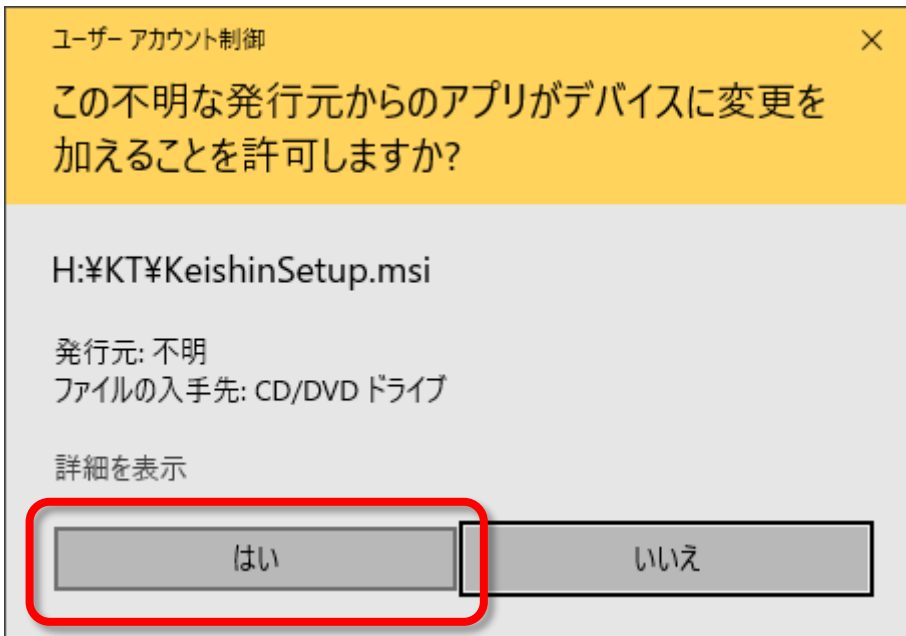 ユーザー アカウント制御
この不明な発行元からのアプリがデバイスに変更を
加えることを許可しますか?
H:¥KT¥KeishinSetup.msi
発行元: 不明
ファイルの入手先: CD/DVD ドライブ
詳細を表示
はい
いいえ